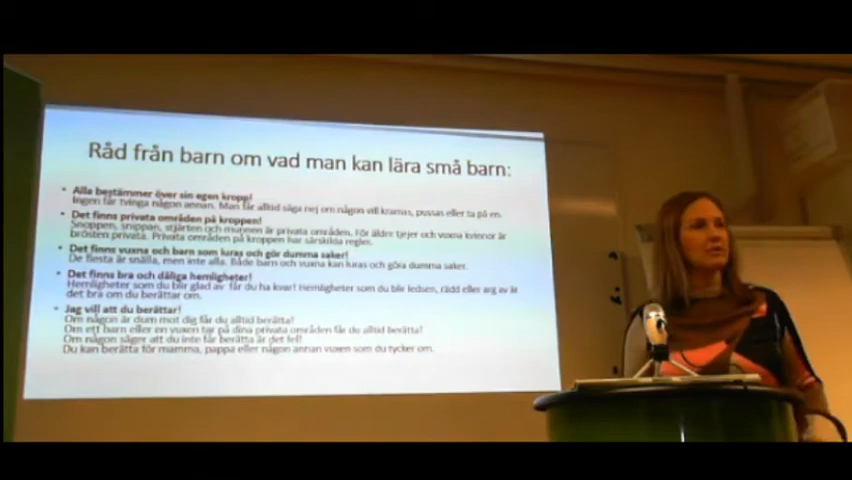 Råd från barn om vad man kan lära små barn:
• Alla bestämmer över sin egen kropp!
Ingen får tvinga någon annan. Man får alltid säga nej om någon vill kramas, pussas eller ta på en.
• Det finns privata områden på kroppen!
Snoppen, snippan, stjärten och munnen är privata områden. För äldre tjejer och vuxna kvinnor är
brösten privata. Privata områden på kroppen har särskilda regler.
• Det finns vuxna och barn som luras och gör dumma saker!
De flesta är snälla, men inte alla. Både barn och vuxna kan luras och göra dumma saker.
• Det finns bra och dåliga hemligheter!
Hemligheter som du blir glad av får du ha kvar! Hemligheter som du blir ledsen, rädd eller arg av är
det bra om du berättar om.
• Jag vill att du berättar!
Om någon är dum mot dig får du alltid berätta!
Om ett barn eller en vuxen tar på dina privata områden får du alltid berätta!
Om någon säger att du inte får berätta är det fel!
Du kan berätta för mamma, pappa eller någon annan vuxen som du tycker om.